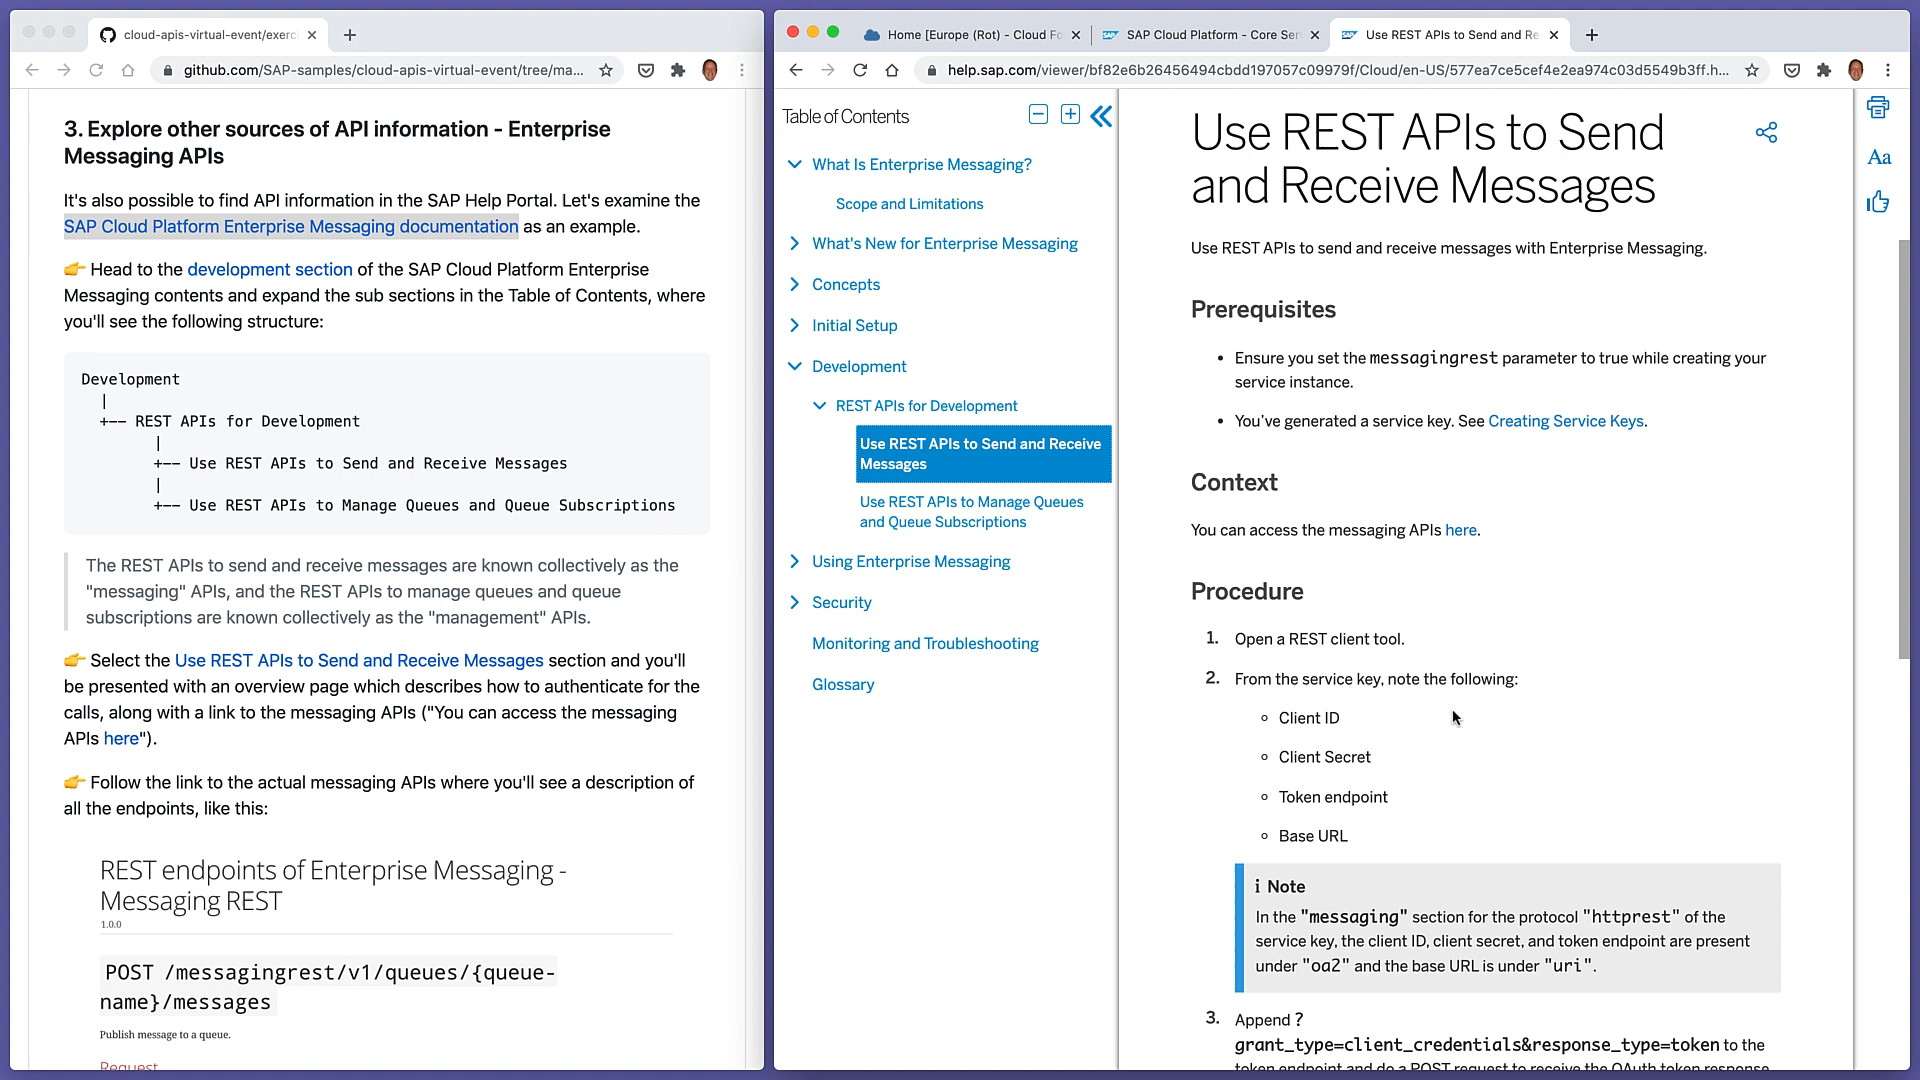 cloud-apis-virtual-event/exerc
github.com/SAP-samples/cloud-apis-virtual-event/tree/ma...
3. Explore other sources of API information - Enterprise
Messaging APIs
It's also possible to find API information in the SAP Help Portal. Let's examine the
SAP Cloud Platform Enterprise Messaging documentation as an example.
👉 Head to the development section of the SAP Cloud Platform Enterprise
Messaging contents and expand the sub sections in the Table of Contents, where
you'll see the following structure:
Development
|
+-- REST APIs for Development
|
+-- Use REST APIs to Send and Receive Messages
|
+-- Use REST APIs to Manage Queues and Queue Subscriptions
The REST APIs to send and receive messages are known collectively as the
"messaging" APIs, and the REST APIs to manage queues and queue
subscriptions are known collectively as the "management" APIs.
👉 Select the Use REST APIs to Send and Receive Messages section and you'll
be presented with an overview page which describes how to authenticate for the
calls, along with a link to the messaging APIs ("You can access the messaging
APIs here").
👉 Follow the link to the actual messaging APIs where you'll see a description of
all the endpoints, like this:
REST endpoints of Enterprise Messaging -
Messaging REST
1.0.0
POST /messagingrest/v1/queues/{queue-
name}/messages
Publish message to a queue.
Request
Home [Europe (Rot) - Cloud Fo
SAP Cloud Platform - Core Ser
Use REST APIs to Send and Re
help.sap.com/viewer/bf82e6b26456494cbdd197057c09979f/Cloud/en-US/577ea7ce5cef4e2ea974c03d5549b3ff.h...
Table of Contents
What Is Enterprise Messaging?
Scope and Limitations
What's New for Enterprise Messaging
Concepts
Initial Setup
Development
REST APIs for Development
Use REST APIs to Send and Receive
Messages
Use REST APIs to Manage Queues
and Queue Subscriptions
Using Enterprise Messaging
Security
Monitoring and Troubleshooting
Glossary
Use REST APIs to Send
and Receive Messages
Use REST APIs to send and receive messages with Enterprise Messaging.
Prerequisites
• Ensure you set the messagingrest parameter to true while creating your
service instance.
• You've generated a service key. See Creating Service Keys.
Context
You can access the messaging APIs here.
Procedure
1. Open a REST client tool.
2. From the service key, note the following:
Client ID
Client Secret
Token endpoint
Base URL
i Note
In the "messaging" section for the protocol "httprest" of the
service key, the client ID, client secret, and token endpoint are present
under "oa2" and the base URL is under "uri".
3. Append ?
grant_type=client_credentials&response_type=token to the
token endpoint and do a POST request to receive the OAuth token response
Aa